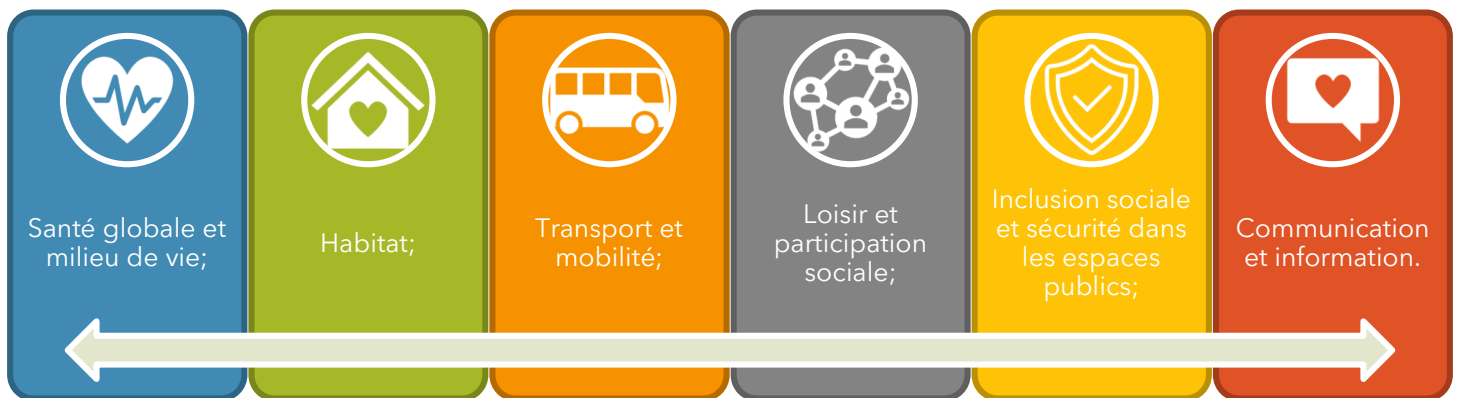 Santé globale et
milieu de vie;
Habitat;
Transport et
mobilité;
Loisir et
participation
sociale;
Inclusion sociale
et sécurité dans
les espaces
publics;
Communication
et information.